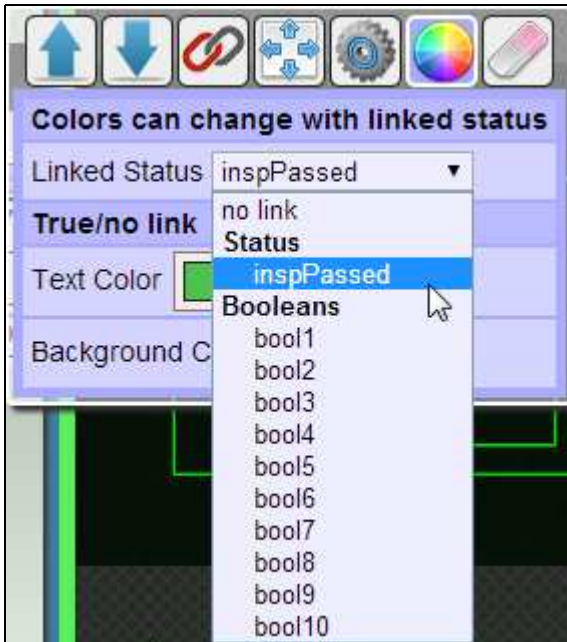 Colors can change with linked status
Linked Status inspPassed
no link
True/no link
Status
Text Color
inspPassed
Booleans
bool1
Background C
bool2
bool3
bool4
bool5
bool6
bool7
bool8
bool9
bool10